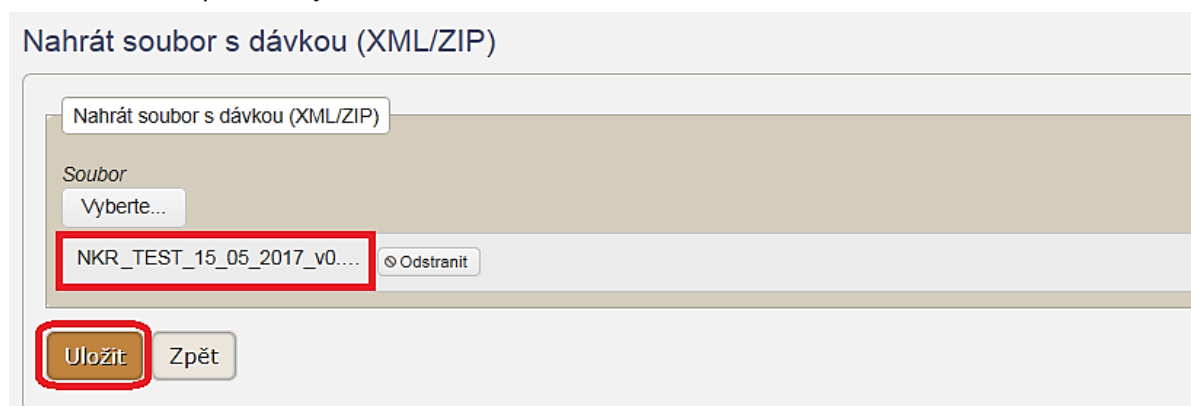 Nahrát soubor s dávkou (XML/ZIP)
Nahrát soubor s dávkou (XML/ZIP)
Soubor
Vyberte...
NKR_TEST_15_05_2017_v0.... Odstranit
Uložit Zpět